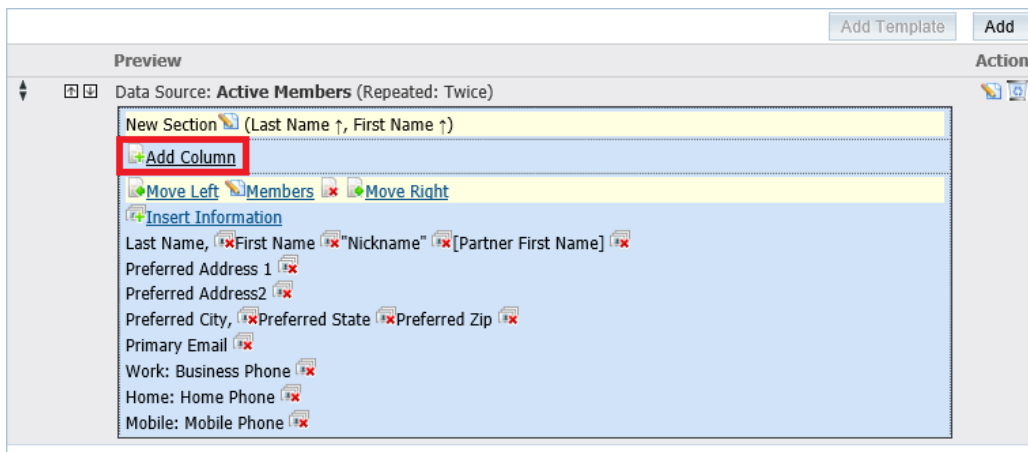 Add Template Add
Preview Action
Data Source: Active Members (Repeated: Twice)
New Section (Last Name ↑, First Name ↑)
Add Column
Move Left Members Move Right
Insert Information
Last Name, First Name "Nickname" [Partner First Name]
Preferred Address 1
Preferred Address2
Preferred City, Preferred State Preferred Zip
Primary Email
Work: Business Phone
Home: Home Phone
Mobile: Mobile Phone